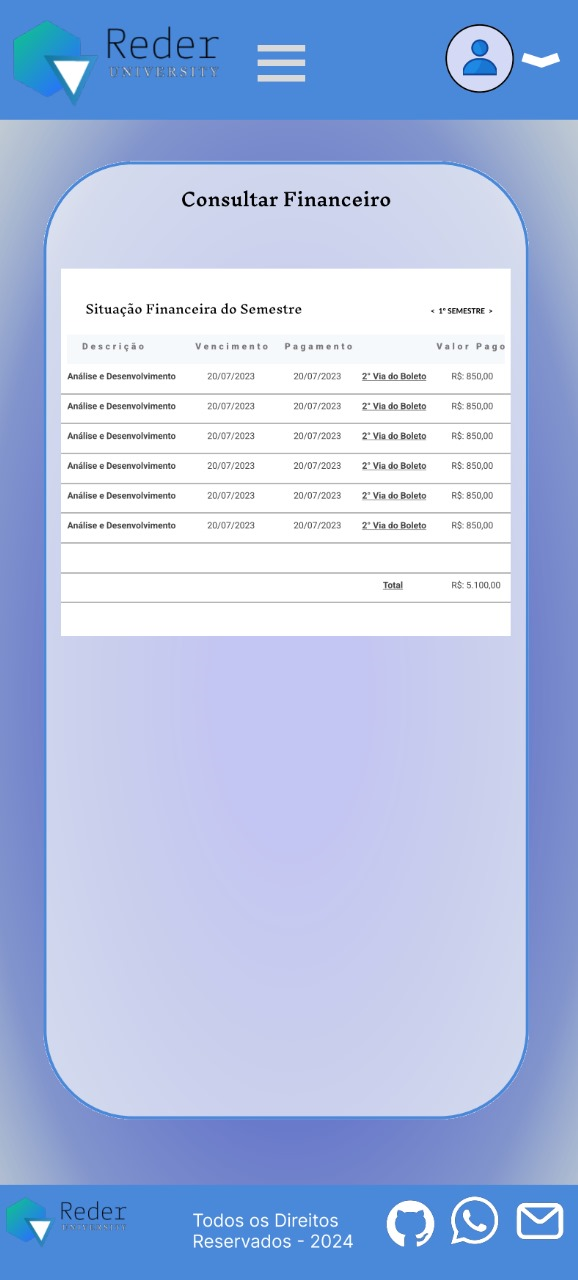 Reder
UNIVERSITY
Consultar Financeiro
Situação Financeira do Semestre
< 1º SEMESTRE >
Descrição Vencimento Pagamento Valor Pago
Análise e Desenvolvimento 20/07/2023 20/07/2023 2° Via do Boleto R$: 850,00
Análise e Desenvolvimento 20/07/2023 20/07/2023 2° Via do Boleto R$: 850,00
Análise e Desenvolvimento 20/07/2023 20/07/2023 2° Via do Boleto R$: 850,00
Análise e Desenvolvimento 20/07/2023 20/07/2023 2° Via do Boleto R$: 850,00
Análise e Desenvolvimento 20/07/2023 20/07/2023 2° Via do Boleto R$: 850,00
Análise e Desenvolvimento 20/07/2023 20/07/2023 2° Via do Boleto R$: 850,00
Total R$: 5.100,00
Reder
UNIVERSITY
Todos os Direitos
Reservados - 2024